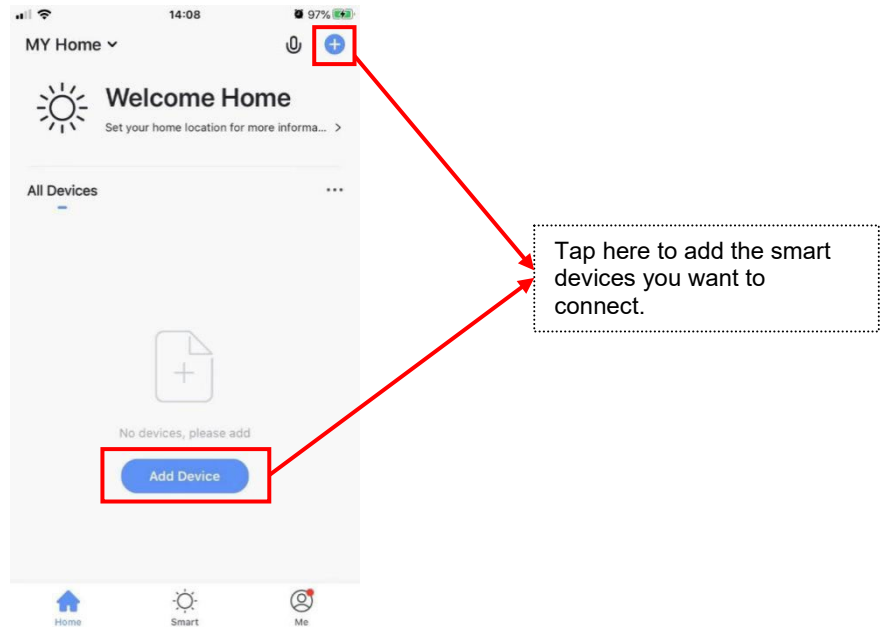 14:08
97%
MY Home
Welcome Home
Set your home location for more informa... >
All Devices
...
Tap here to add the smart
devices you want to
connect.
No devices, please add
Add Device
Home
Smart
Me